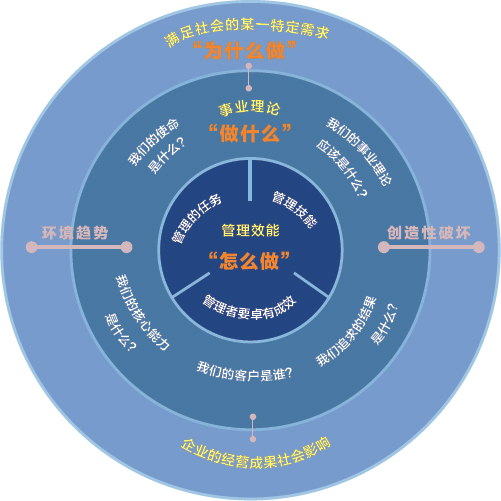 满足社会的某一特定需求
“为什么做”
事业理论
“做什么”
我们的使命
是什么?
我们的事业理论
应该是什么?
管理的任务
管理技能
管理效能
“怎么做”
管理者要卓有成效
环境趋势
创造性破坏
我们的核心能力
是什么?
我们追求的结果
是什么?
我们的客户是谁?
企业的经营成果社会影响